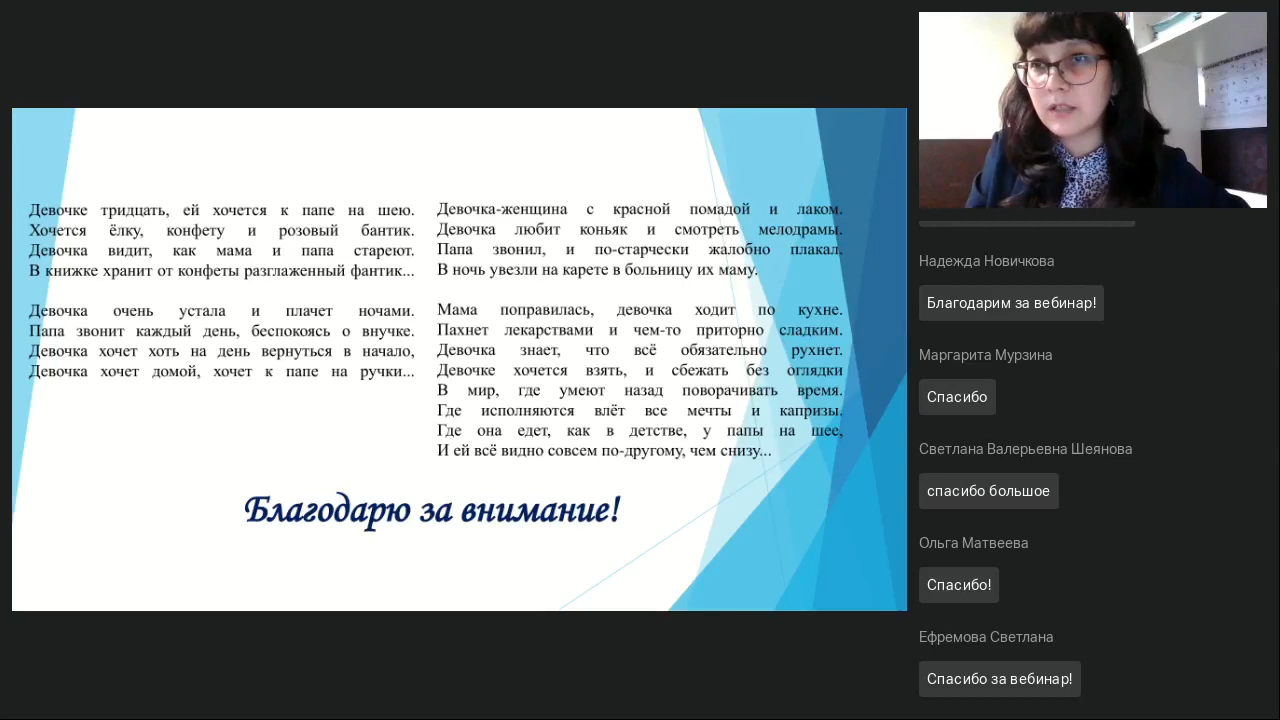 Девочке тридцать, ей хочется к папе на шею.
Хочется ёлку, конфету и розовый бантик.
Девочка видит, как мама и папа стареют.
В книжке хранит от конфеты разглаженный фантик...
Девочка очень устала и плачет ночами.
Папа звонит каждый день, беспокоясь о внучке.
Девочка хочет хоть на день вернуться в начало,
Девочка хочет домой, хочет к папе на ручки...
Девочка-женщина с красной помадой и лаком.
Девочка любит коньяк и смотреть мелодрамы.
Папа звонил, и по-старчески жалобно плакал,
В ночь увезли на карете в больницу их маму.
Мама поправилась, девочка ходит по кухне.
Пахнет лекарствами и чем-то приторно сладким.
Девочка знает, что всё обязательно рухнет.
Девочке хочется взять, и сбежать без оглядки
В мир, где умеют назад поворачивать время.
Где исполняются влёт все мечты и капризы.
Где она едет, как в детстве, у папы на шее,
И ей всё видно совсем по-другому, чем снизу...
Благодарю за внимание!
Надежда Новичкова
Благодарим за вебинар!
Маргарита Мурзина
Спасибо
Светлана Валерьевна Шеянова
спасибо большое
Ольга Матвеева
Спасибо!
Ефремова Светлана
Спасибо за вебинар!